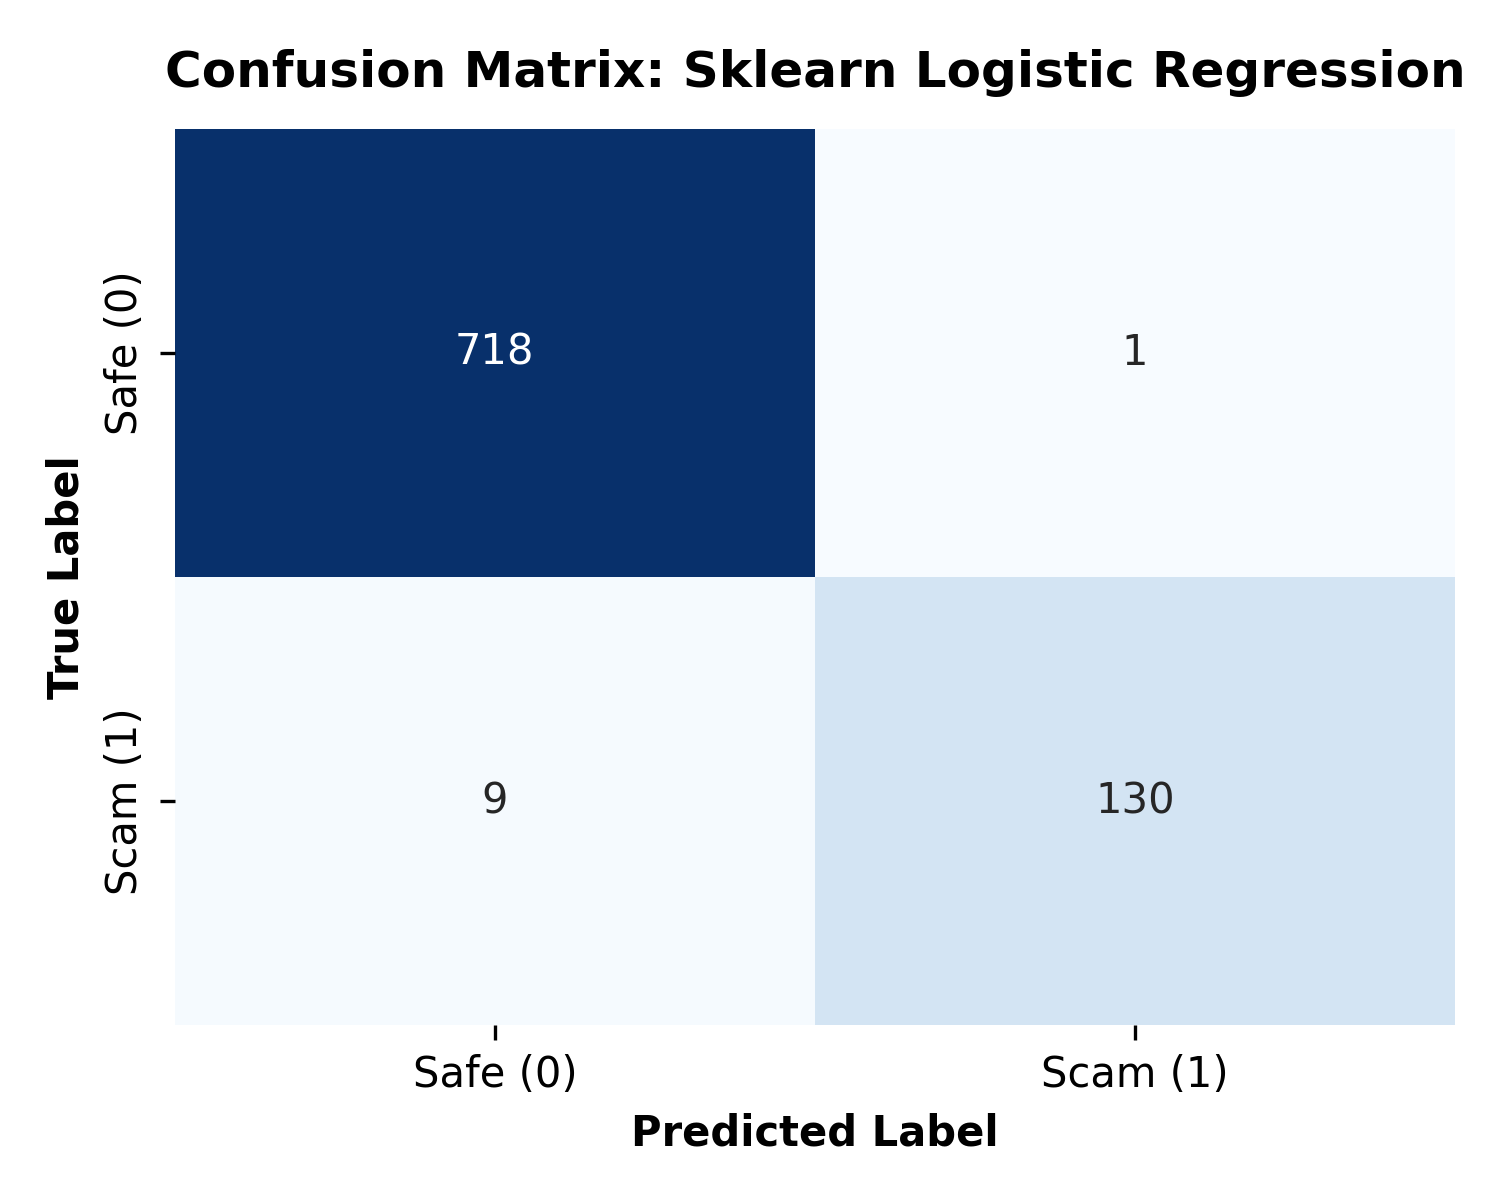 Confusion Matrix: Sklearn Logistic Regression
True Label
Safe (0)
718
1
Scam (1)
9
130
Safe (0)
Scam (1)
Predicted Label